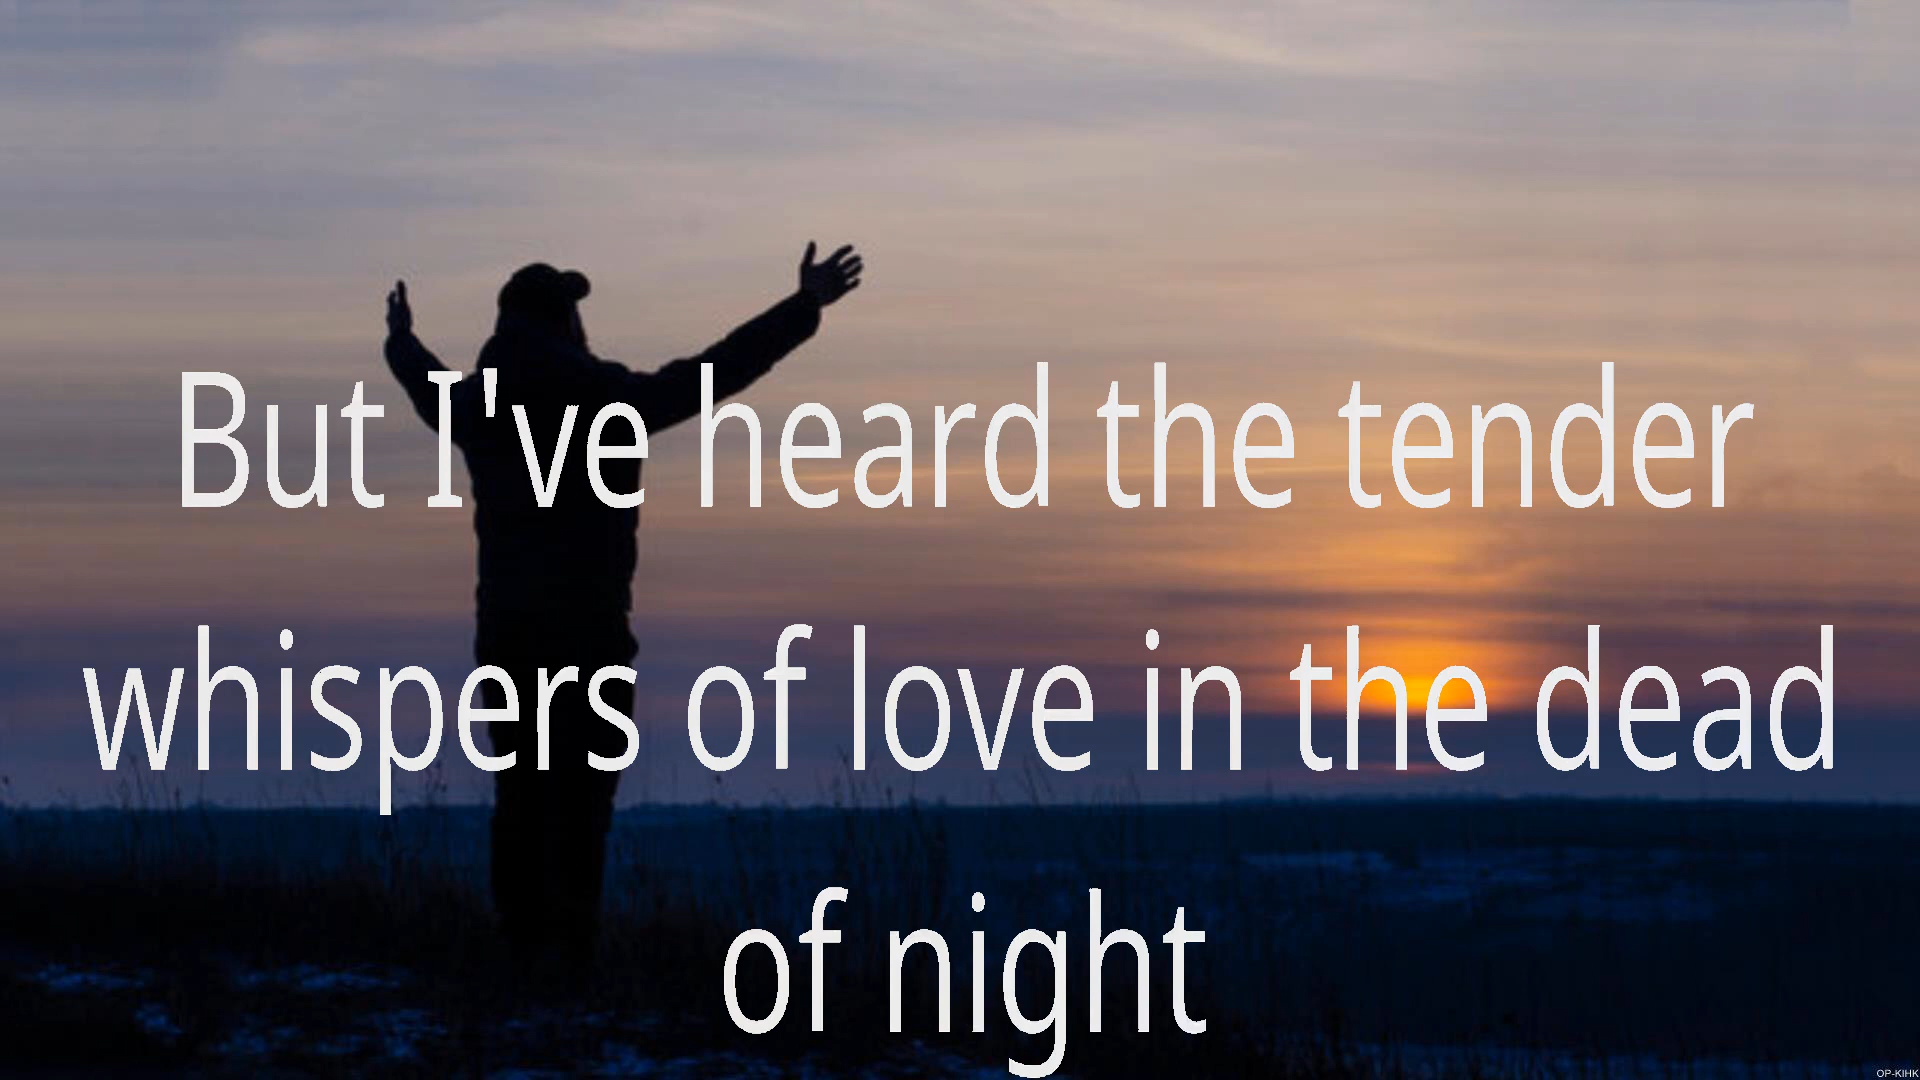 But I've heard the tender
whispers of love in the dead
of night
OP-KIHK